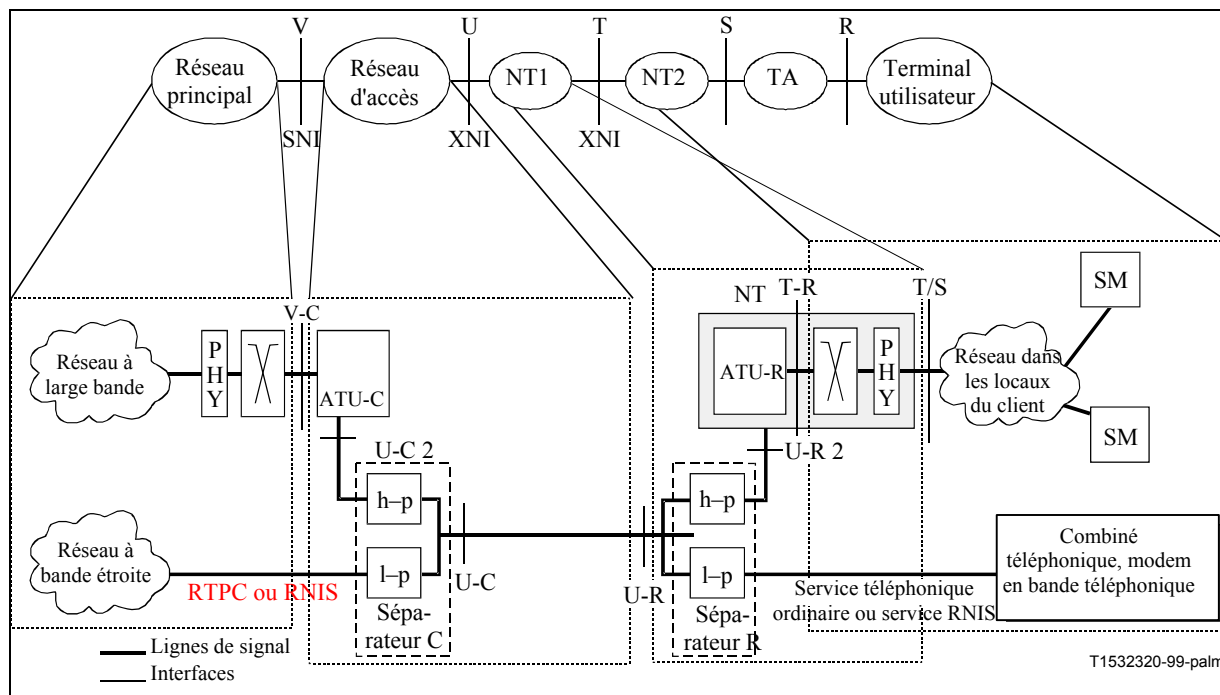 V U T S R
Réseau
principal
Réseau
d'accès
NT1
NT2
TA
Terminal
utilisateur
SNI
XNI
XNI
V-C
NT
T-R
T/S
SM
Réseau à
large bande
P
H
Y
ATU-C
ATU-R
P
H
Y
Réseau dans
les locaux
du client
SM
U-C 2
U-R 2
h–p
h–p
Réseau à
bande étroite
RTPC ou RNIS
l–p
U-C
U-R
l–p
Service téléphonique
ordinaire ou service RNIS
Combiné
téléphonique, modem
en bande téléphonique
Sépa-
rateur C
Sépa-
rateur R
Lignes de signal
Interfaces
T1532320-99-palm